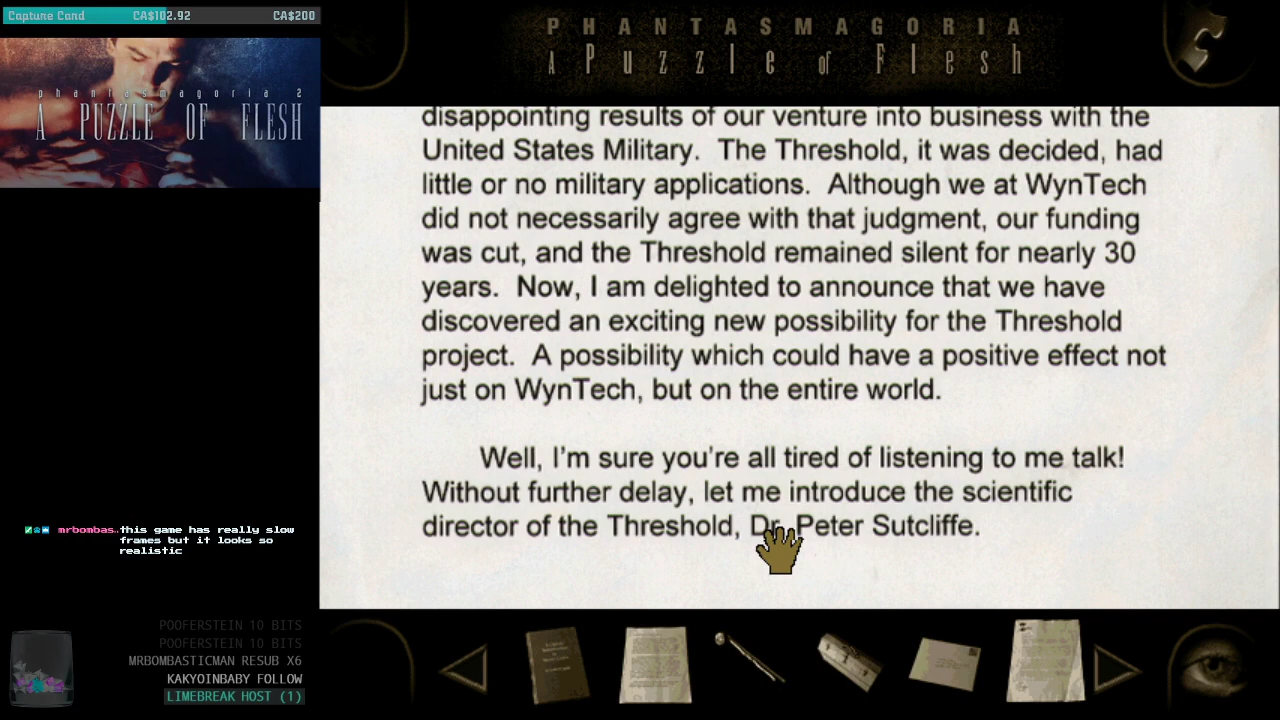 Capture Cand CA$102.92 CA$200
PHANTASMAGORIA
A Puzzle of Flesh
phantasmagoria 2
A PUZZLE OF FLESH
disappointing results of our venture into business with the
United States Military. The Threshold, it was decided, had
little or no military applications. Although we at WynTech
did not necessarily agree with that judgment, our funding
was cut, and the Threshold remained silent for nearly 30
years. Now, I am delighted to announce that we have
discovered an exciting new possibility for the Threshold
project. A possibility which could have a positive effect not
just on WynTech, but on the entire world.
Well, I'm sure you're all tired of listening to me talk!
Without further delay, let me introduce the scientific
director of the Threshold, Dr. Peter Sutcliffe.
mrbombas..this game has really slow
frames but it looks so
realistic
POOFERSTEIN 10 BITS
POOFERSTEIN 10 BITS
MRBOMBASTICMAN RESUB X6
KAKYOINBABY FOLLOW
LIMEBREAK HOST (1)